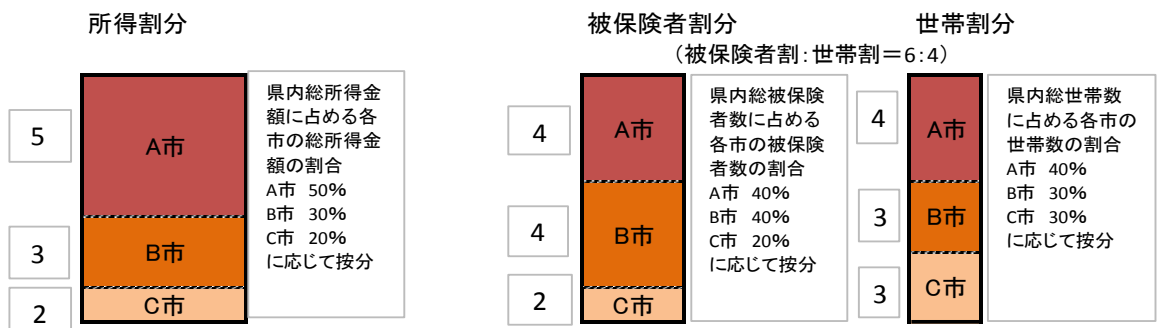 所得割分
5
3
2
A市
B市
C市
県内総所得金
額に占める各
市の総所得金
額の割合
A市 50%
B市 30%
C市 20%
に応じて按分
被保険者割分
世帯割分
（被保険者割：世帯割＝6：4）
4
4
2
A市
B市
C市
県内総被保険
者数に占める
各市の被保険
者数の割合
A市 40%
B市 40%
C市 20%
に応じて按分
4
3
3
A市
B市
C市
県内総世帯数
に占める各市の
世帯数の割合
A市 40%
B市 30%
C市 30%
に応じて按分